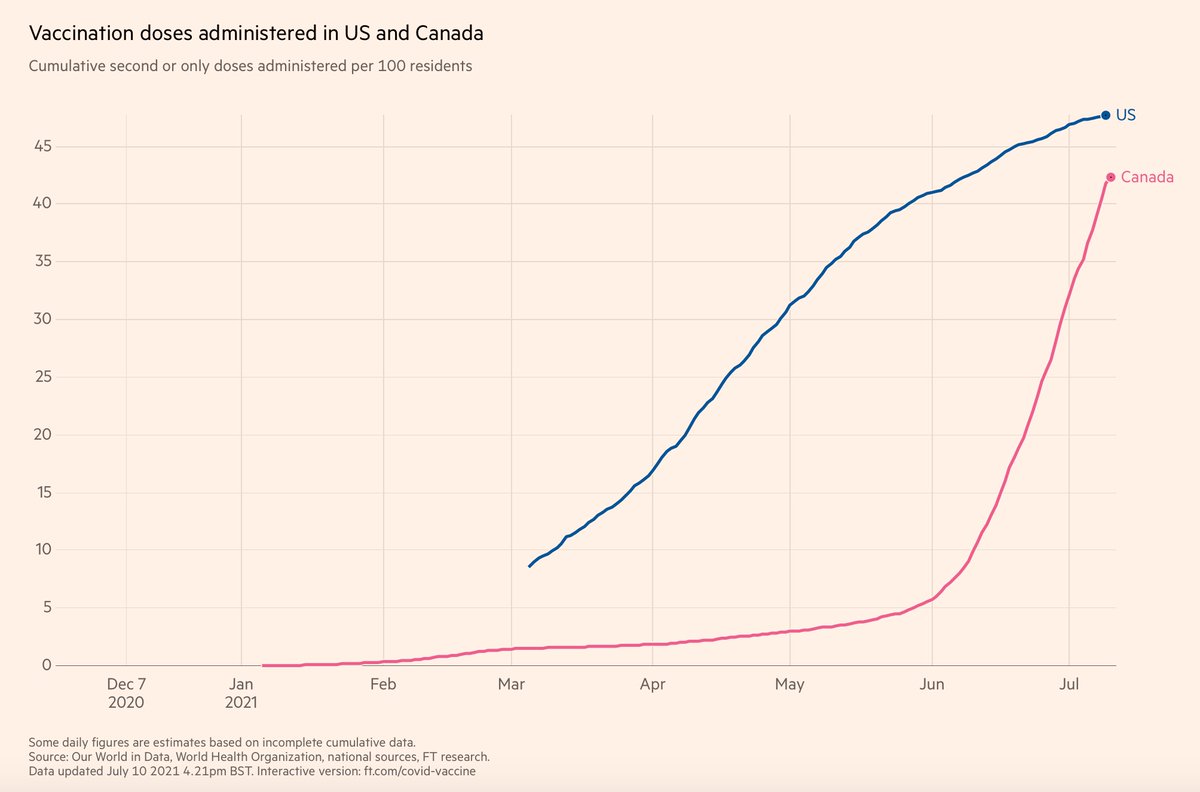 Vaccination doses administered in US and Canada
Cumulative second or only doses administered per 100 residents
US
45
Canada
40
35
30
25
20
15
10
5
0
Dec 7 Jan Feb Mar Apr May Jun Jul
2020 2021
Some daily figures are estimates based on incomplete cumulative data.
Source: Our World in Data, World Health Organization, national sources, FT research.
Data updated July 10 2021 4.21pm BST. Interactive version: ft.com/covid-vaccine